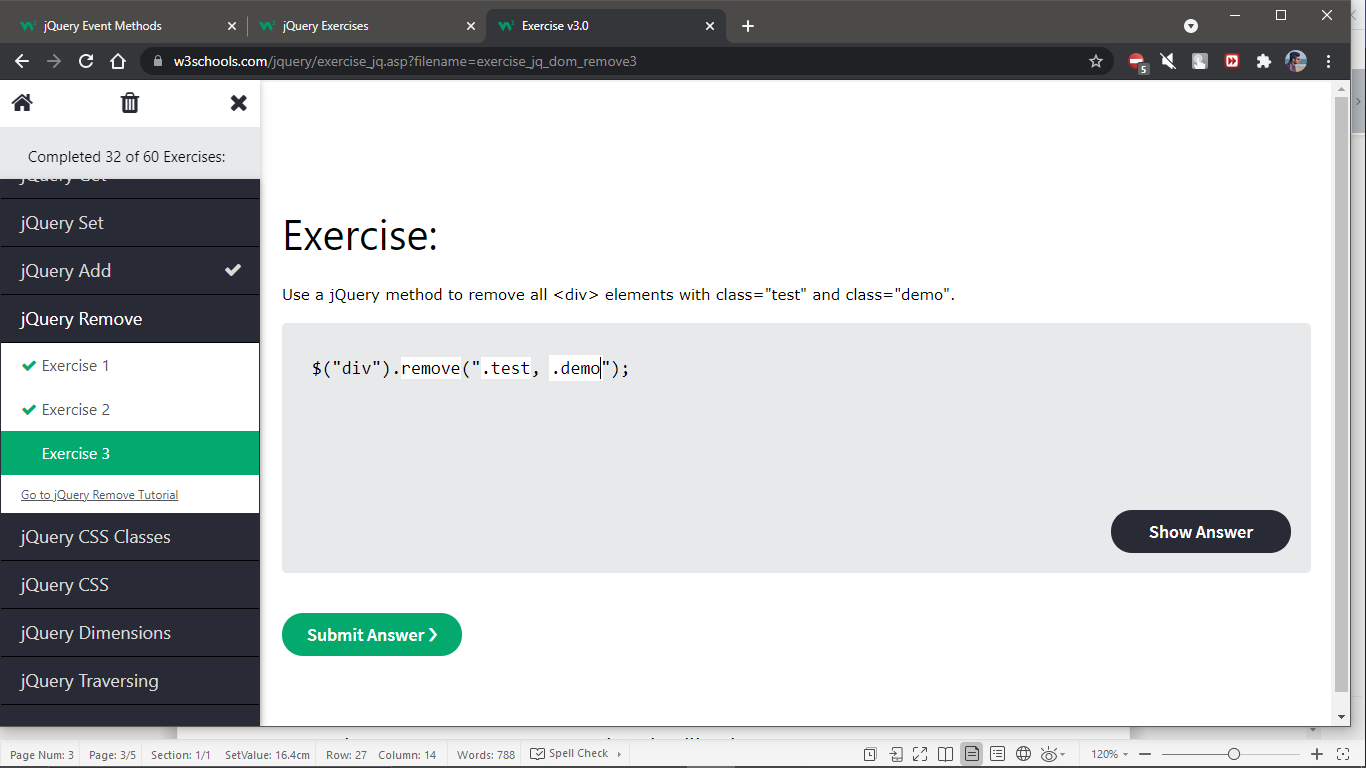 jQuery Event Methods
jQuery Exercises
Exercise v3.0
w3schools.com/jquery/exercise_jq.asp?filename=exercise_jq_dom_remove3
5
Completed 32 of 60 Exercises:
jQuery Get
jQuery Set
jQuery Add
jQuery Remove
Exercise 1
Exercise 2
Exercise 3
Go to jQuery Remove Tutorial
jQuery CSS Classes
jQuery CSS
jQuery Dimensions
jQuery Traversing
Exercise:
Use a jQuery method to remove all <div> elements with class="test" and class="demo".
$("div").remove(".test, .demo");
Show Answer
Submit Answer ❯
Page Num: 3 Page: 3/5 Section: 1/1 SetValue: 16.4cm Row: 27 Column: 14 Words: 788 Spell Check 120%